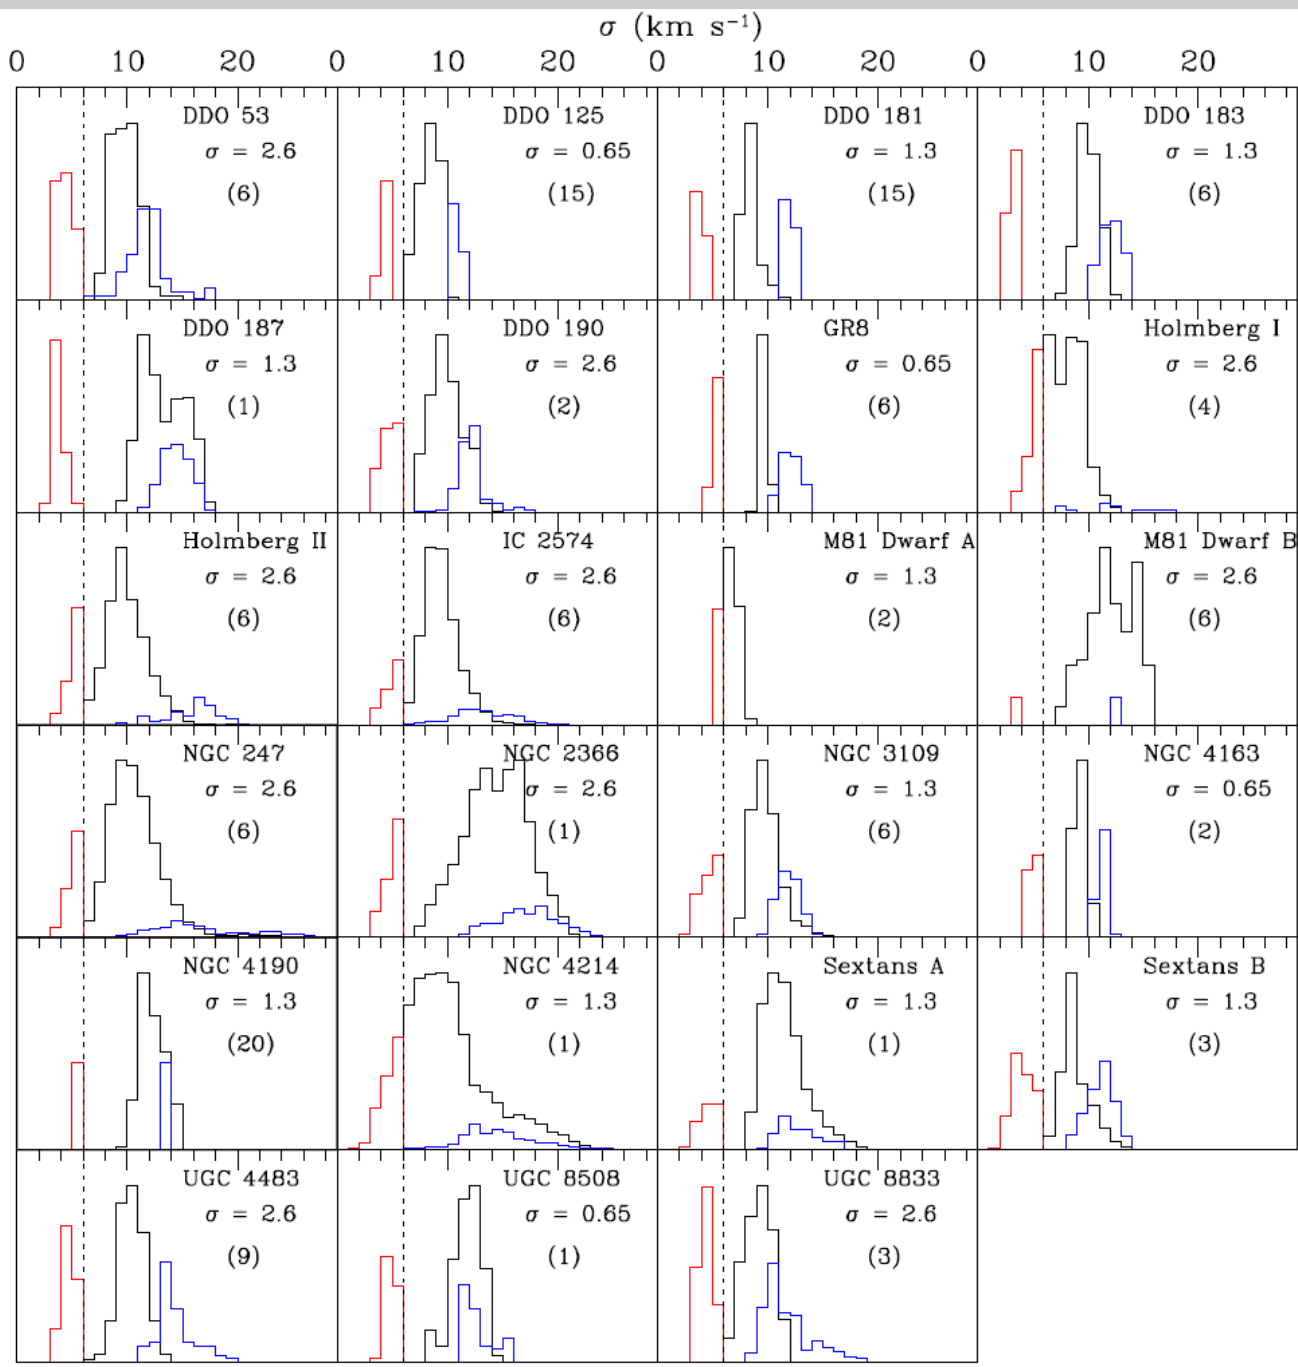 σ (km s⁻¹)
0 10 20 0 10 20 0 10 20 0 10 20
DDO 53
σ = 2.6
(6)
DDO 125
σ = 0.65
(15)
DDO 181
σ = 1.3
(15)
DDO 183
σ = 1.3
(6)
DDO 187
σ = 1.3
(1)
DDO 190
σ = 2.6
(2)
GR8
σ = 0.65
(6)
Holmberg I
σ = 2.6
(4)
Holmberg II
σ = 2.6
(6)
IC 2574
σ = 2.6
(6)
M81 Dwarf A
σ = 1.3
(2)
M81 Dwarf B
σ = 2.6
(6)
NGC 247
σ = 2.6
(6)
NGC 2366
σ = 2.6
(1)
NGC 3109
σ = 1.3
(6)
NGC 4163
σ = 0.65
(2)
NGC 4190
σ = 1.3
(20)
NGC 4214
σ = 1.3
(1)
Sextans A
σ = 1.3
(1)
Sextans B
σ = 1.3
(3)
UGC 4483
σ = 2.6
(9)
UGC 8508
σ = 0.65
(1)
UGC 8833
σ = 2.6
(3)